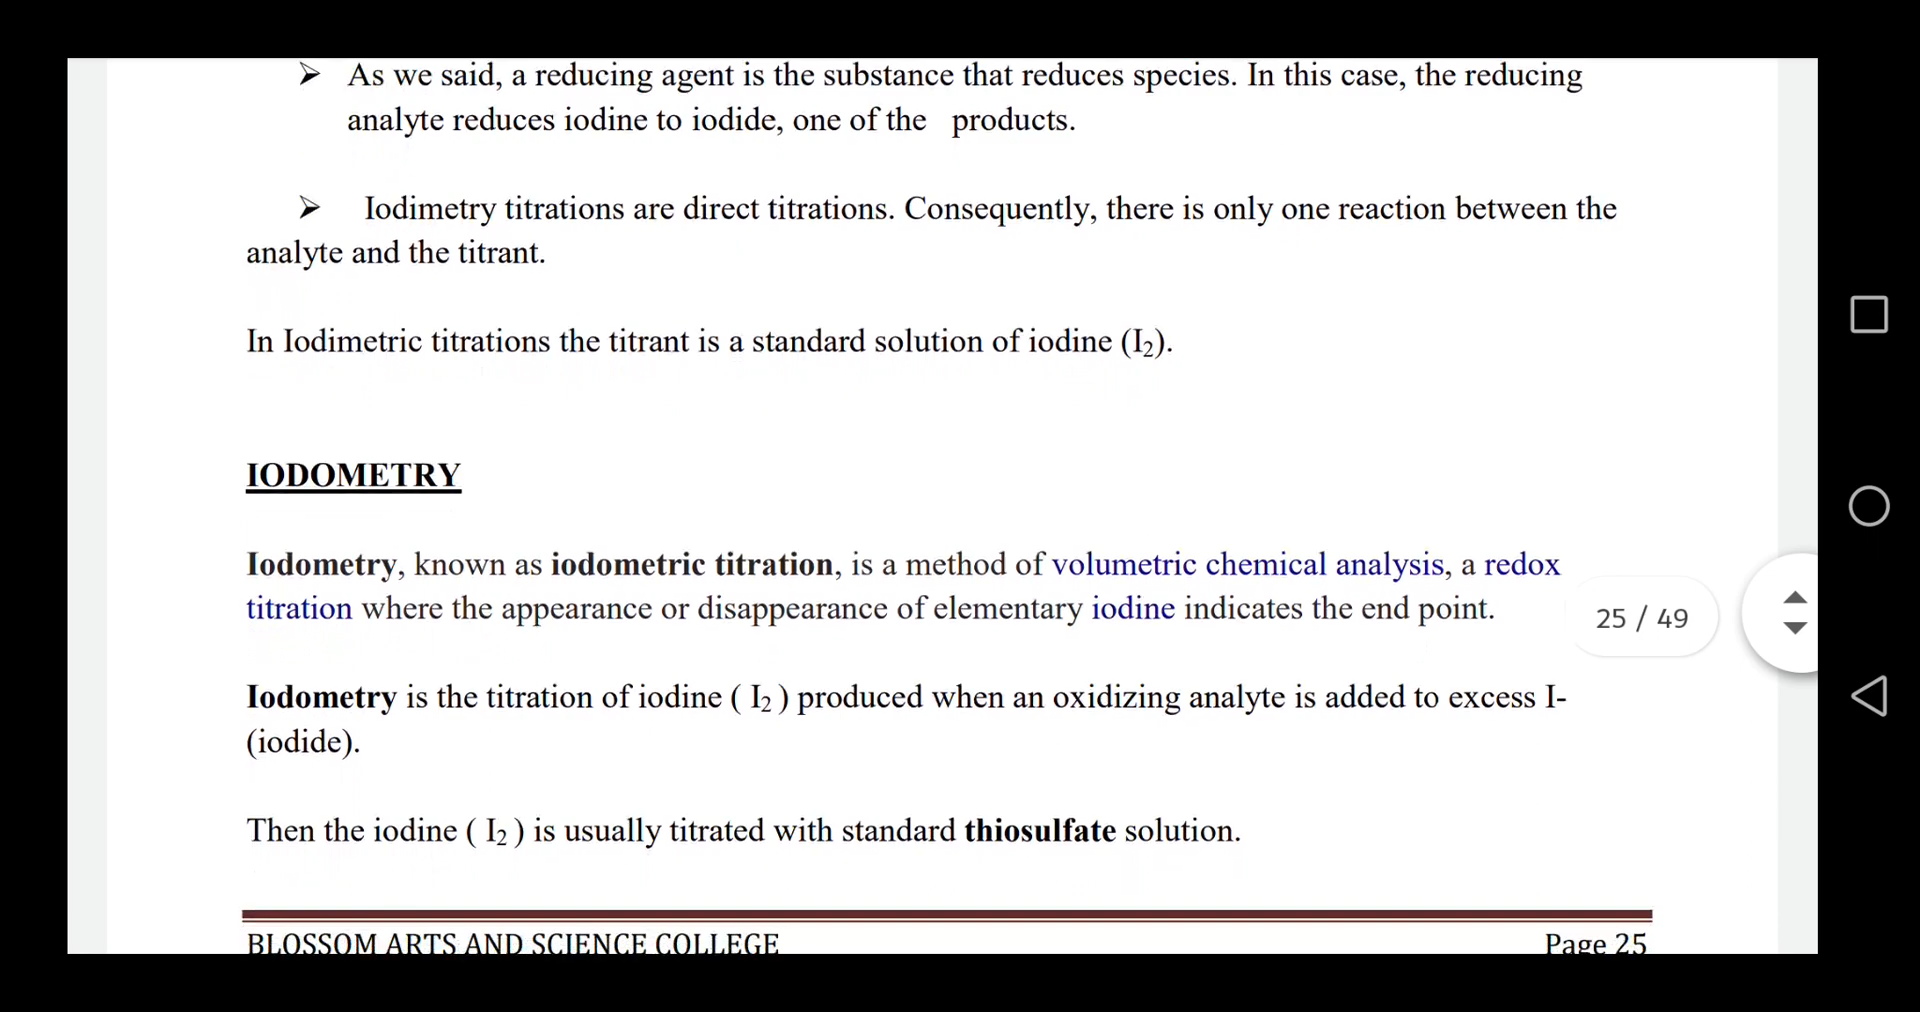 ➢ As we said, a reducing agent is the substance that reduces species. In this case, the reducing
analyte reduces iodine to iodide, one of the products.
➢ Iodimetry titrations are direct titrations. Consequently, there is only one reaction between the
analyte and the titrant.
In Iodimetric titrations the titrant is a standard solution of iodine (I₂).
IODOMETRY
Iodometry, known as iodometric titration, is a method of volumetric chemical analysis, a redox
titration where the appearance or disappearance of elementary iodine indicates the end point.
25 / 49
Iodometry is the titration of iodine ( I₂ ) produced when an oxidizing analyte is added to excess I-
(iodide).
Then the iodine ( I₂ ) is usually titrated with standard thiosulfate solution.
BLOSSOM ARTS AND SCIENCE COLLEGE Page 25